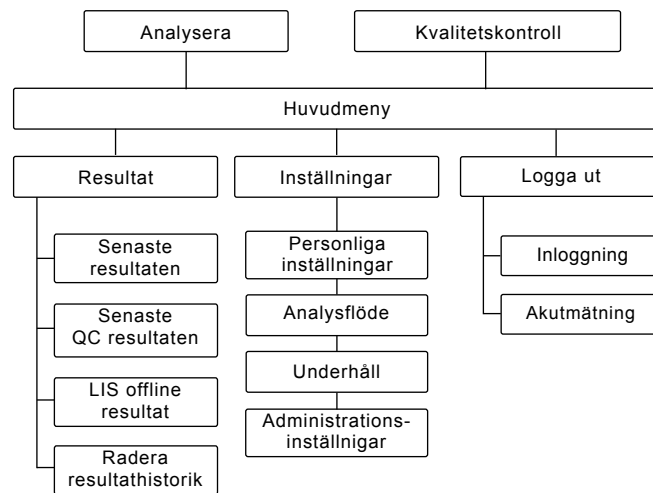 Analysera
Kvalitetskontroll
Huvudmeny
Resultat
Inställningar
Logga ut
Senaste
resultaten
Senaste
QC resultaten
LIS offline
resultat
Radera
resultathistorik
Personliga
inställningar
Analysflöde
Underhåll
Administrations-
inställnigar
Inloggning
Akutmätning